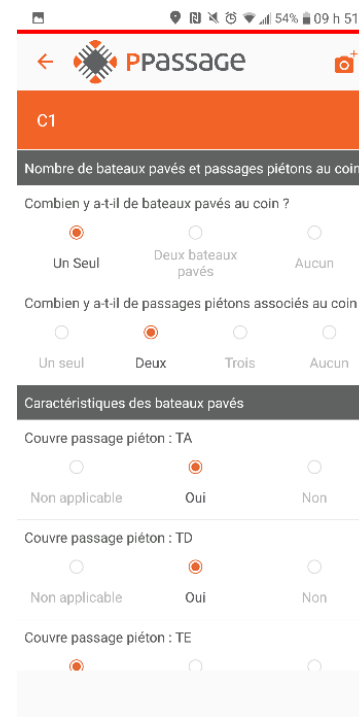 54% 09 h 51
PPassage
C1
Nombre de bateaux pavés et passages piétons au coin
Combien y a-t-il de bateaux pavés au coin ?
Un Seul Deux bateaux pavés Aucun
Combien y a-t-il de passages piétons associés au coin
Un seul Deux Trois Aucun
Caractéristiques des bateaux pavés
Couvre passage piéton : TA
Non applicable Oui Non
Couvre passage piéton : TD
Non applicable Oui Non
Couvre passage piéton : TE